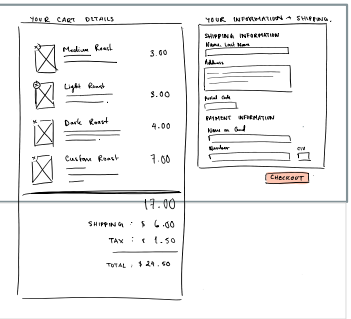 YOUR CART DETAILS
Medium Roast 3.00
Light Roast 3.00
Dark Roast 4.00
Custom Roast 7.00
17.00
SHIPPING : $ 6.00
TAX : $ 1.50
TOTAL : $ 24.50
YOUR INFORMATION + SHIPPING.
SHIPPING INFORMATION
Name, Last Name
Address
Postal Code
PAYMENT INFORMATION
Name on Card
Number CVV
CHECKOUT